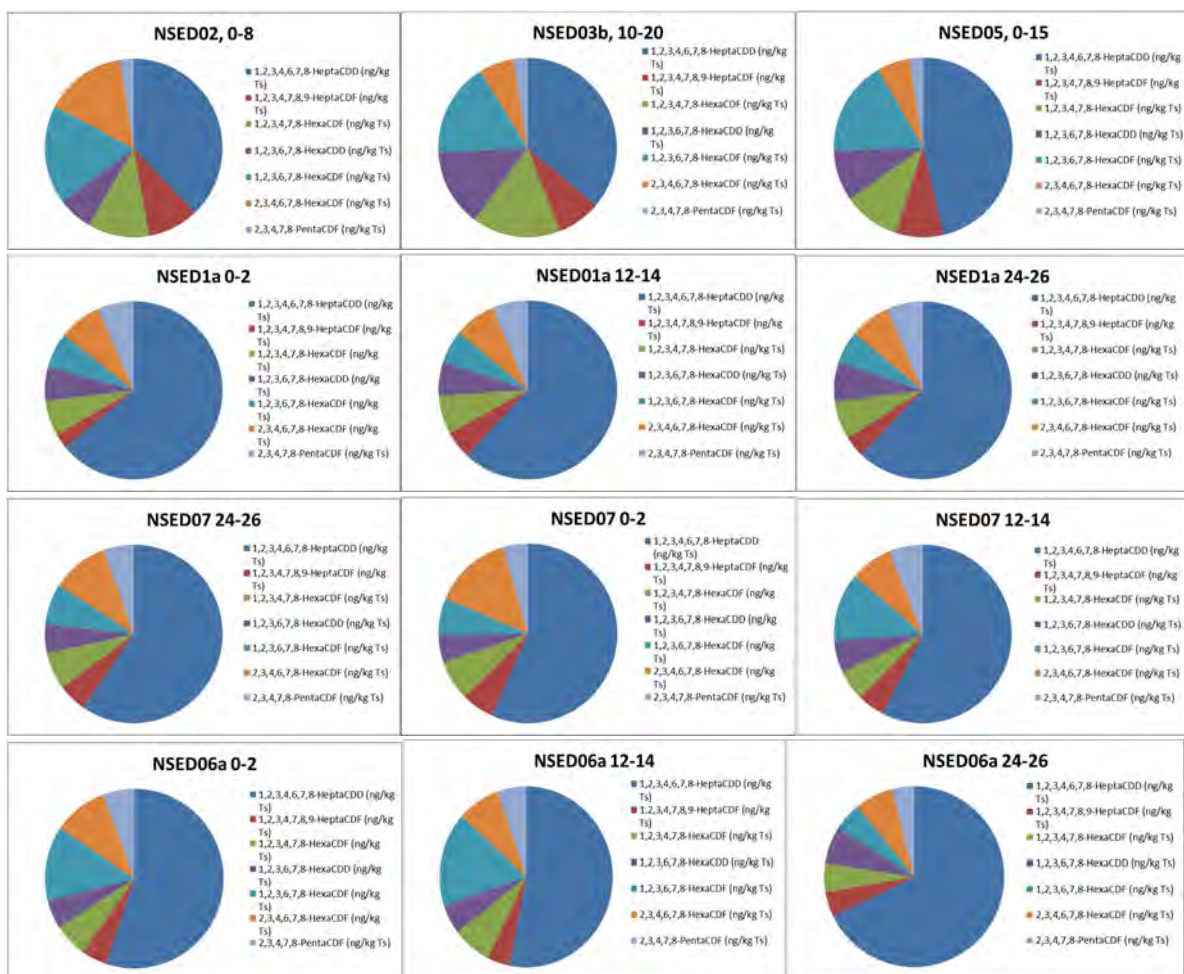 NSED02, 0-8
1,2,3,4,6,7,8-HeptaCDD (ng/kg
Ts)
1,2,3,4,7,8,9-HeptaCDF (ng/kg
Ts)
1,2,3,4,7,8-HexaCDF (ng/kg Ts)
1,2,3,6,7,8-HexaCDD (ng/kg Ts)
1,2,3,6,7,8-HexaCDF (ng/kg Ts)
2,3,4,6,7,8-HexaCDF (ng/kg Ts)
2,3,4,7,8-PentaCDF (ng/kg Ts)
NSED03b, 10-20
1,2,3,4,6,7,8-HeptaCDD (ng/kg
Ts)
1,2,3,4,7,8,9-HeptaCDF (ng/kg
Ts)
1,2,3,4,7,8-HexaCDF (ng/kg Ts)
1,2,3,6,7,8-HexaCDD (ng/kg
Ts)
1,2,3,6,7,8-HexaCDF (ng/kg Ts)
2,3,4,6,7,8-HexaCDF (ng/kg Ts)
2,3,4,7,8-PentaCDF (ng/kg Ts)
NSED05, 0-15
1,2,3,4,6,7,8-HeptaCDD (ng/kg
Ts)
1,2,3,4,7,8,9-HeptaCDF (ng/kg
Ts)
1,2,3,4,7,8-HexaCDF (ng/kg Ts)
1,2,3,6,7,8-HexaCDD (ng/kg Ts)
1,2,3,6,7,8-HexaCDF (ng/kg Ts)
2,3,4,6,7,8-HexaCDF (ng/kg Ts)
2,3,4,7,8-PentaCDF (ng/kg Ts)
NSED1a 0-2
1,2,3,4,6,7,8-HeptaCDD (ng/kg
Ts)
1,2,3,4,7,8,9-HeptaCDF (ng/kg
Ts)
1,2,3,4,7,8-HexaCDF (ng/kg
Ts)
1,2,3,6,7,8-HexaCDD (ng/kg
Ts)
1,2,3,6,7,8-HexaCDF (ng/kg
Ts)
2,3,4,6,7,8-HexaCDF (ng/kg
Ts)
2,3,4,7,8-PentaCDF (ng/kg Ts)
NSED01a 12-14
1,2,3,4,6,7,8-HeptaCDD (ng/kg
Ts)
1,2,3,4,7,8,9-HeptaCDF (ng/kg
Ts)
1,2,3,4,7,8-HexaCDF (ng/kg Ts)
1,2,3,6,7,8-HexaCDD (ng/kg Ts)
1,2,3,6,7,8-HexaCDF (ng/kg Ts)
2,3,4,6,7,8-HexaCDF (ng/kg Ts)
2,3,4,7,8-PentaCDF (ng/kg Ts)
NSED1a 24-26
1,2,3,4,6,7,8-HeptaCDD (ng/kg
Ts)
1,2,3,4,7,8,9-HeptaCDF (ng/kg
Ts)
1,2,3,4,7,8-HexaCDF (ng/kg Ts)
1,2,3,6,7,8-HexaCDD (ng/kg Ts)
1,2,3,6,7,8-HexaCDF (ng/kg Ts)
2,3,4,6,7,8-HexaCDF (ng/kg Ts)
2,3,4,7,8-PentaCDF (ng/kg Ts)
NSED07 24-26
1,2,3,4,6,7,8-HeptaCDD (ng/kg
Ts)
1,2,3,4,7,8,9-HeptaCDF (ng/kg
Ts)
1,2,3,4,7,8-HexaCDF (ng/kg Ts)
1,2,3,6,7,8-HexaCDD (ng/kg Ts)
1,2,3,6,7,8-HexaCDF (ng/kg Ts)
2,3,4,6,7,8-HexaCDF (ng/kg Ts)
2,3,4,7,8-PentaCDF (ng/kg Ts)
NSED07 0-2
1,2,3,4,6,7,8-HeptaCDD
(ng/kg Ts)
1,2,3,4,7,8,9-HeptaCDF (ng/kg
Ts)
1,2,3,4,7,8-HexaCDF (ng/kg
Ts)
1,2,3,6,7,8-HexaCDD (ng/kg
Ts)
1,2,3,6,7,8-HexaCDF (ng/kg
Ts)
2,3,4,6,7,8-HexaCDF (ng/kg
Ts)
2,3,4,7,8-PentaCDF (ng/kg Ts)
NSED07 12-14
1,2,3,4,6,7,8-HeptaCDD (ng/kg
Ts)
1,2,3,4,7,8,9-HeptaCDF (ng/kg
Ts)
1,2,3,4,7,8-HexaCDF (ng/kg Ts)
1,2,3,6,7,8-HexaCDD (ng/kg Ts)
1,2,3,6,7,8-HexaCDF (ng/kg Ts)
2,3,4,6,7,8-HexaCDF (ng/kg Ts)
2,3,4,7,8-PentaCDF (ng/kg Ts)
NSED06a 0-2
1,2,3,4,6,7,8-HeptaCDD (ng/kg
Ts)
1,2,3,4,7,8,9-HeptaCDF (ng/kg
Ts)
1,2,3,4,7,8-HexaCDF (ng/kg
Ts)
1,2,3,6,7,8-HexaCDD (ng/kg
Ts)
1,2,3,6,7,8-HexaCDF (ng/kg
Ts)
2,3,4,6,7,8-HexaCDF (ng/kg
Ts)
2,3,4,7,8-PentaCDF (ng/kg Ts)
NSED06a 12-14
1,2,3,4,6,7,8-HeptaCDD (ng/kg
Ts)
1,2,3,4,7,8,9-HeptaCDF (ng/kg
Ts)
1,2,3,4,7,8-HexaCDF (ng/kg Ts)
1,2,3,6,7,8-HexaCDD (ng/kg Ts)
1,2,3,6,7,8-HexaCDF (ng/kg Ts)
2,3,4,6,7,8-HexaCDF (ng/kg Ts)
2,3,4,7,8-PentaCDF (ng/kg Ts)
NSED06a 24-26
1,2,3,4,6,7,8-HeptaCDD (ng/kg
Ts)
1,2,3,4,7,8,9-HeptaCDF (ng/kg
Ts)
1,2,3,4,7,8-HexaCDF (ng/kg Ts)
1,2,3,6,7,8-HexaCDD (ng/kg Ts)
1,2,3,6,7,8-HexaCDF (ng/kg Ts)
2,3,4,6,7,8-HexaCDF (ng/kg Ts)
2,3,4,7,8-PentaCDF (ng/kg Ts)